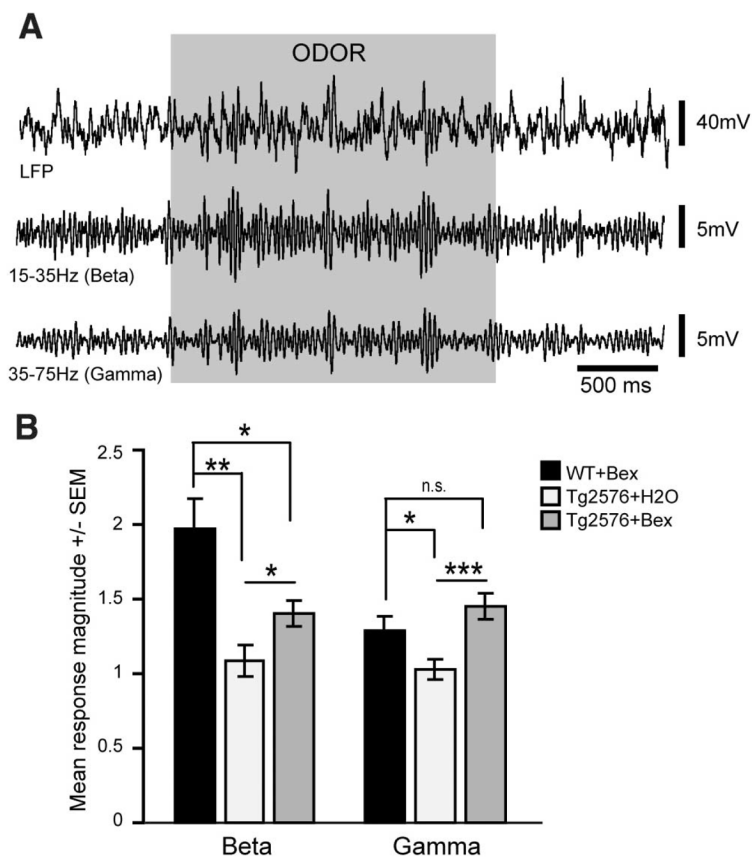 A
ODOR
40mV
LFP
5mV
15-35Hz (Beta)
5mV
35-75Hz (Gamma)
500 ms
B
Mean response magnitude +/- SEM
2.5
2
1.5
1
0.5
0
*
**
*
n.s.
*
***
WT+Bex
Tg2576+H2O
Tg2576+Bex
Beta
Gamma